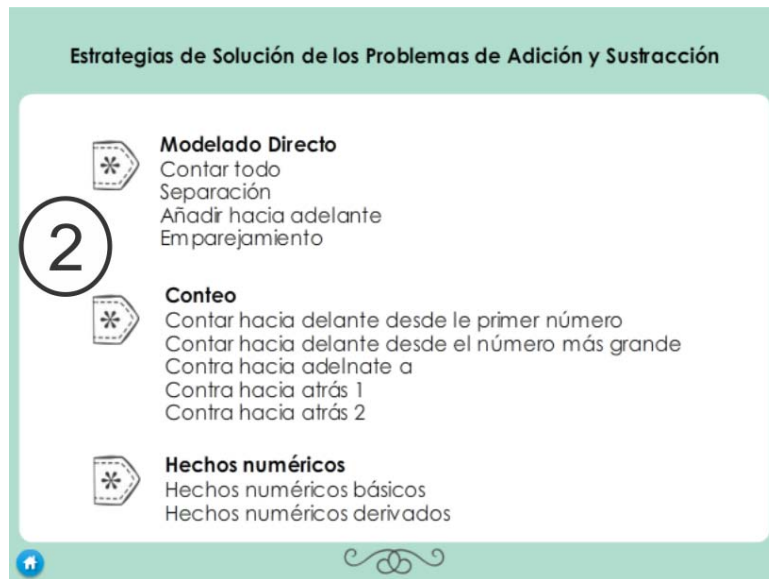 Estrategias de Solución de los Problemas de Adición y Sustracción
Modelado Directo
Contar todo
Separación
Añadir hacia adelante
Emparejamiento
2
Conteo
Contar hacia delante desde le primer número
Contar hacia delante desde el número más grande
Contra hacia adelnate a
Contra hacia atrás 1
Contra hacia atrás 2
Hechos numéricos
Hechos numéricos básicos
Hechos numéricos derivados